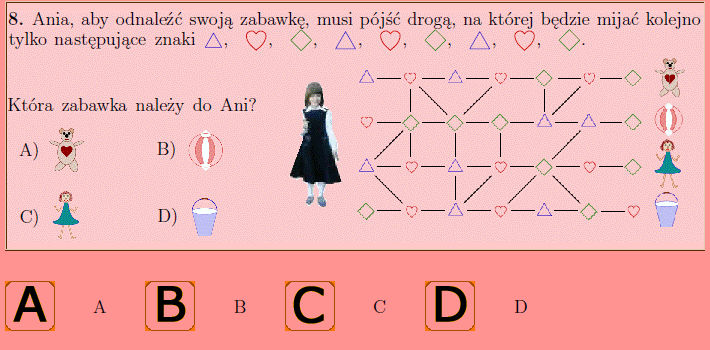 8. Ania, aby odnaleźć swoją zabawkę, musi pójść drogą, na której będzie mijać kolejno
tylko następujące znaki △, ♡, ◇, △, ♡, ◇, △, ♡, ◇.
Która zabawka należy do Ani?
A) B)
C) D)
A A B B C C D D